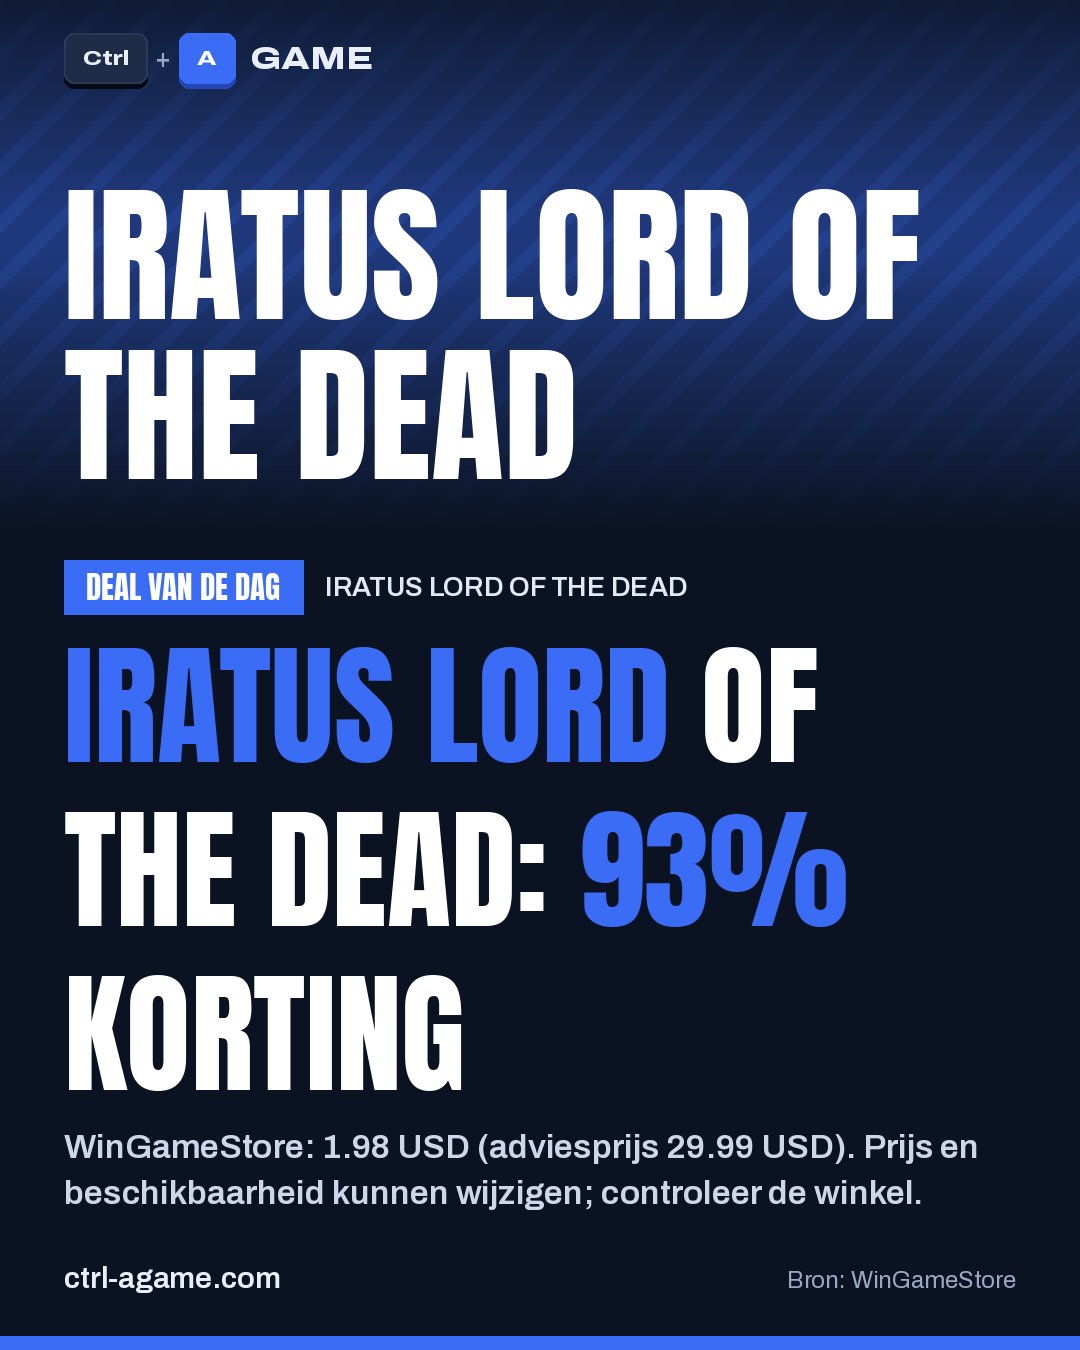 Ctrl + A GAME
IRATUS LORD OF
THE DEAD
DEAL VAN DE DAG IRATUS LORD OF THE DEAD
IRATUS LORD OF
THE DEAD: 93%
KORTING
WinGameStore: 1.98 USD (adviesprijs 29.99 USD). Prijs en
beschikbaarheid kunnen wijzigen; controleer de winkel.
ctrl-agame.com Bron: WinGameStore